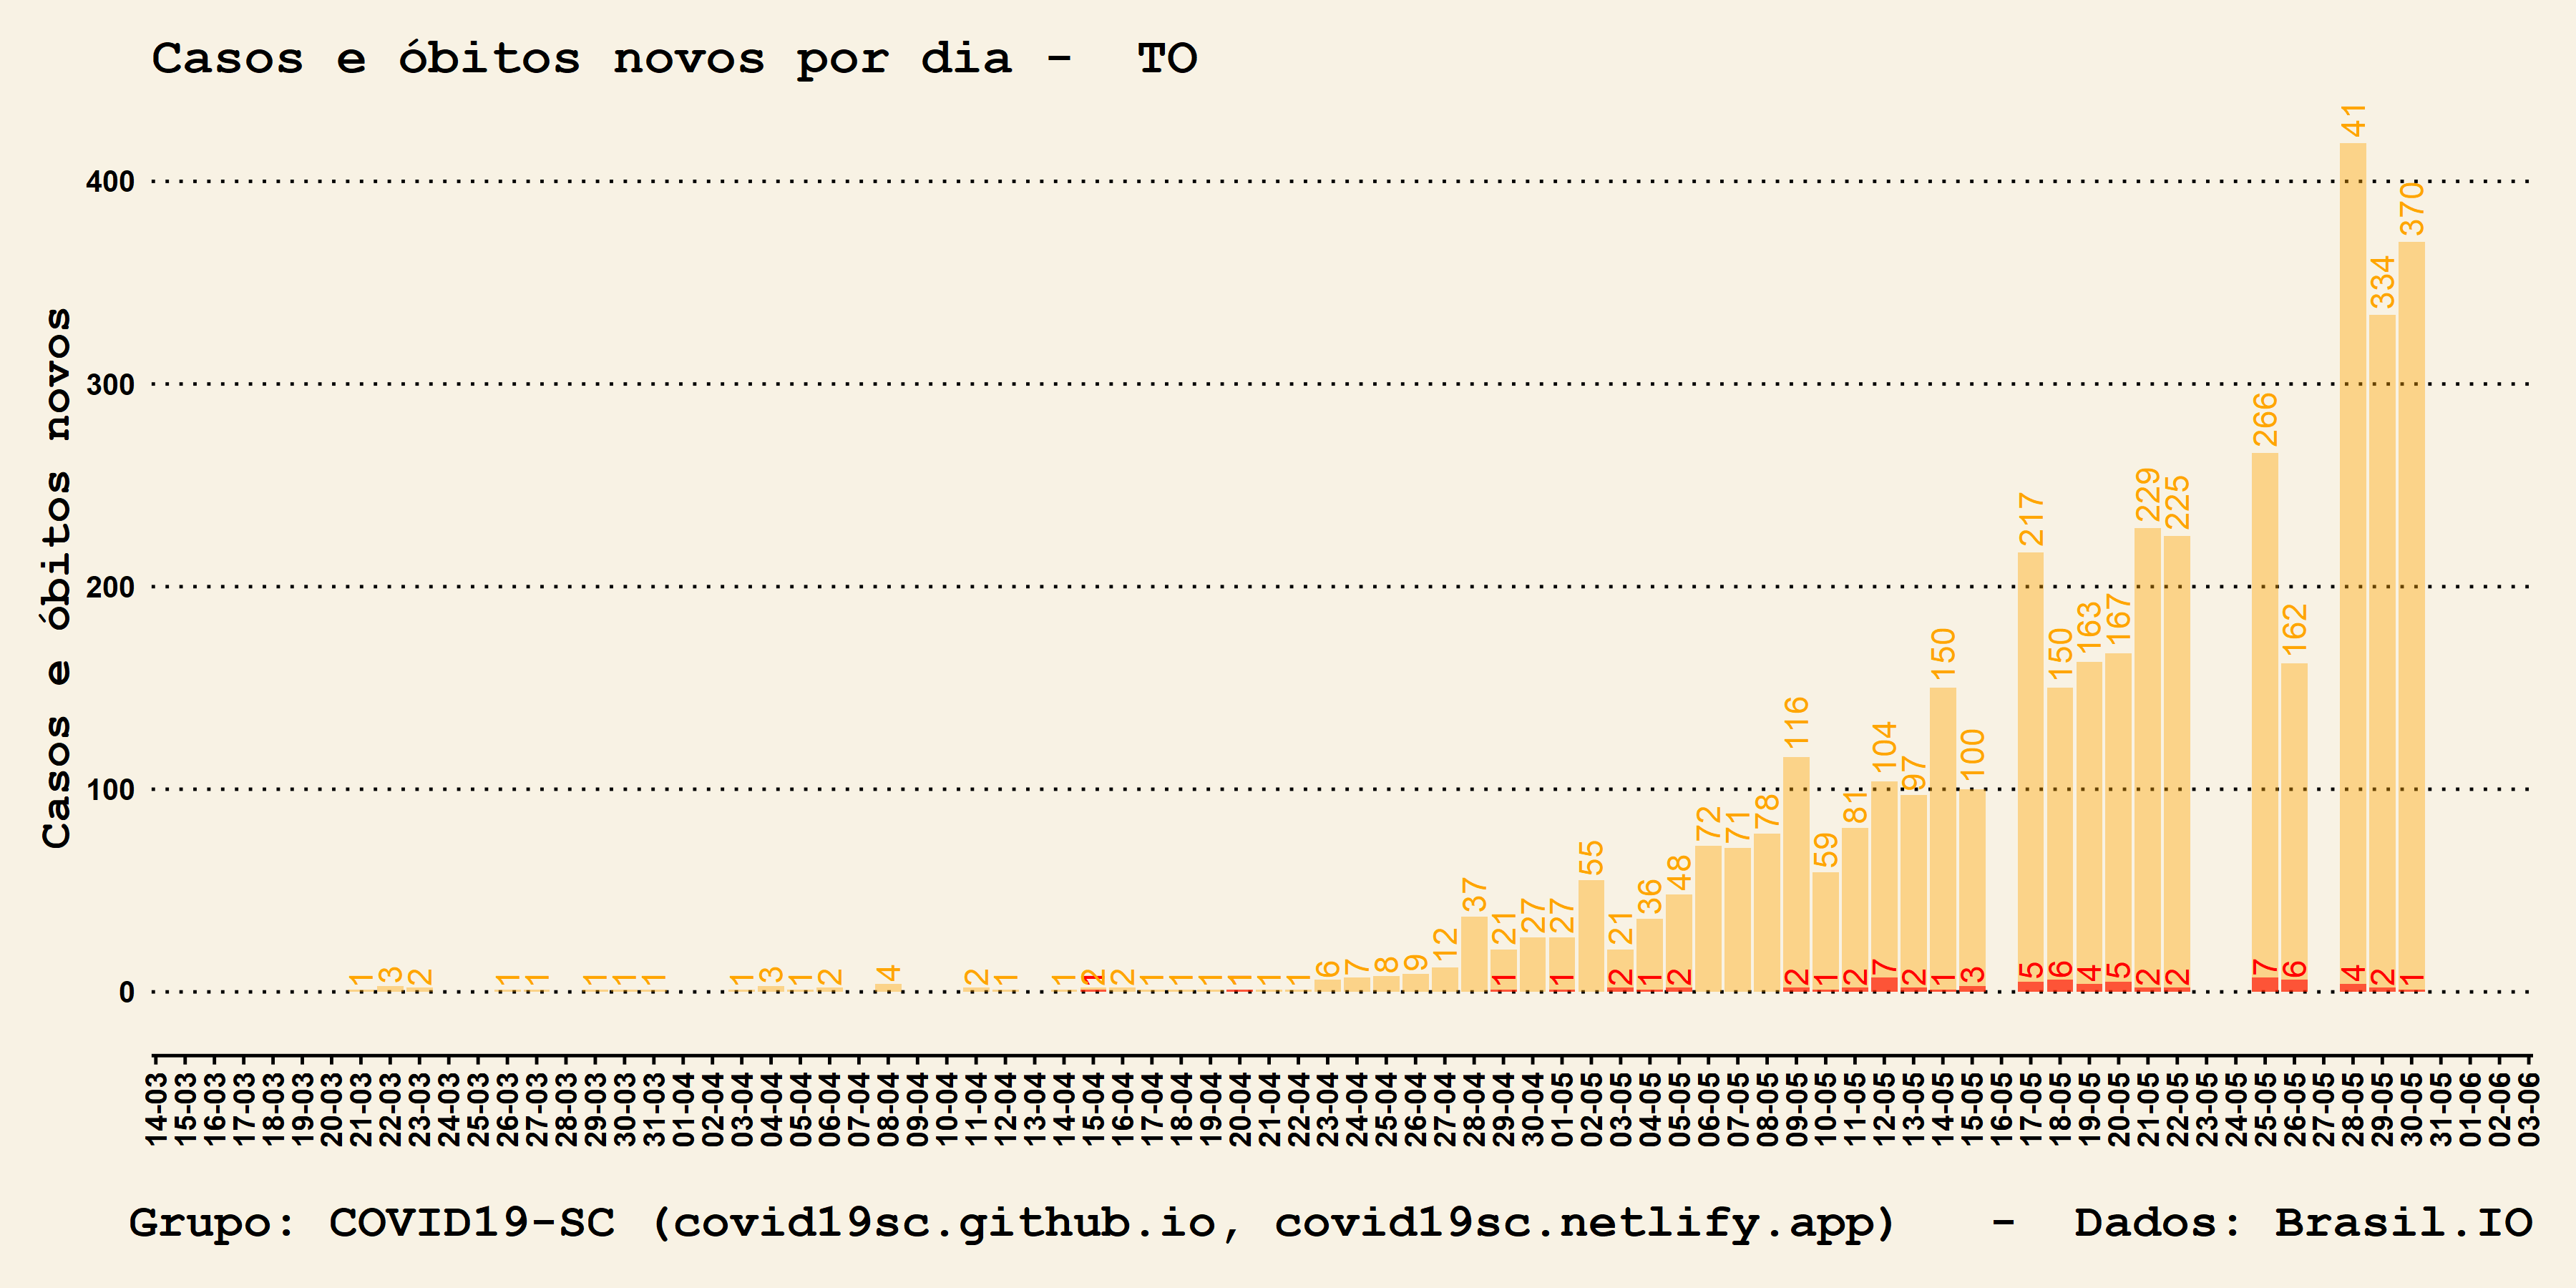 Casos e óbitos novos por dia -  TO
Casos e óbitos novos
400
300
200
100
0
1 3 2 1 1 1 1 1 1 3 1 2 4 2 1 1 2 2 1 1 1 1 1 1 6 7 8 9 12 37 21 27 27 55 21 36 48 72 71 78 116 59 81 104 97 150 100 217 150 163 167 229 225 266 162 41 334 370
1 1 1 2 1 2 2 1 2 7 2 1 3 5 6 4 5 2 2 7 6 4 2 1
14-03 15-03 16-03 17-03 18-03 19-03 20-03 21-03 22-03 23-03 24-03 25-03 26-03 27-03 28-03 29-03 30-03 31-03 01-04 02-04 03-04 04-04 05-04 06-04 07-04 08-04 09-04 10-04 11-04 12-04 13-04 14-04 15-04 16-04 17-04 18-04 19-04 20-04 21-04 22-04 23-04 24-04 25-04 26-04 27-04 28-04 29-04 30-04 01-05 02-05 03-05 04-05 05-05 06-05 07-05 08-05 09-05 10-05 11-05 12-05 13-05 14-05 15-05 16-05 17-05 18-05 19-05 20-05 21-05 22-05 23-05 24-05 25-05 26-05 27-05 28-05 29-05 30-05 31-05 01-06 02-06 03-06
Grupo: COVID19-SC (covid19sc.github.io, covid19sc.netlify.app)   -  Dados: Brasil.IO